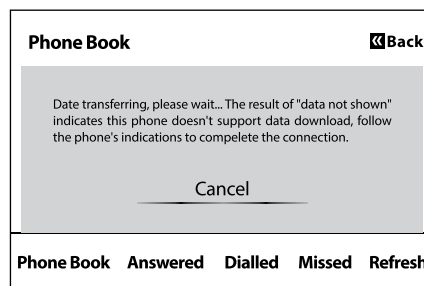 Phone Book Back
Date transferring, please wait... The result of "data not shown"
indicates this phone doesn't support data download, follow
the phone's indications to compelete the connection.
Cancel
Phone Book Answered Dialled Missed Refresh